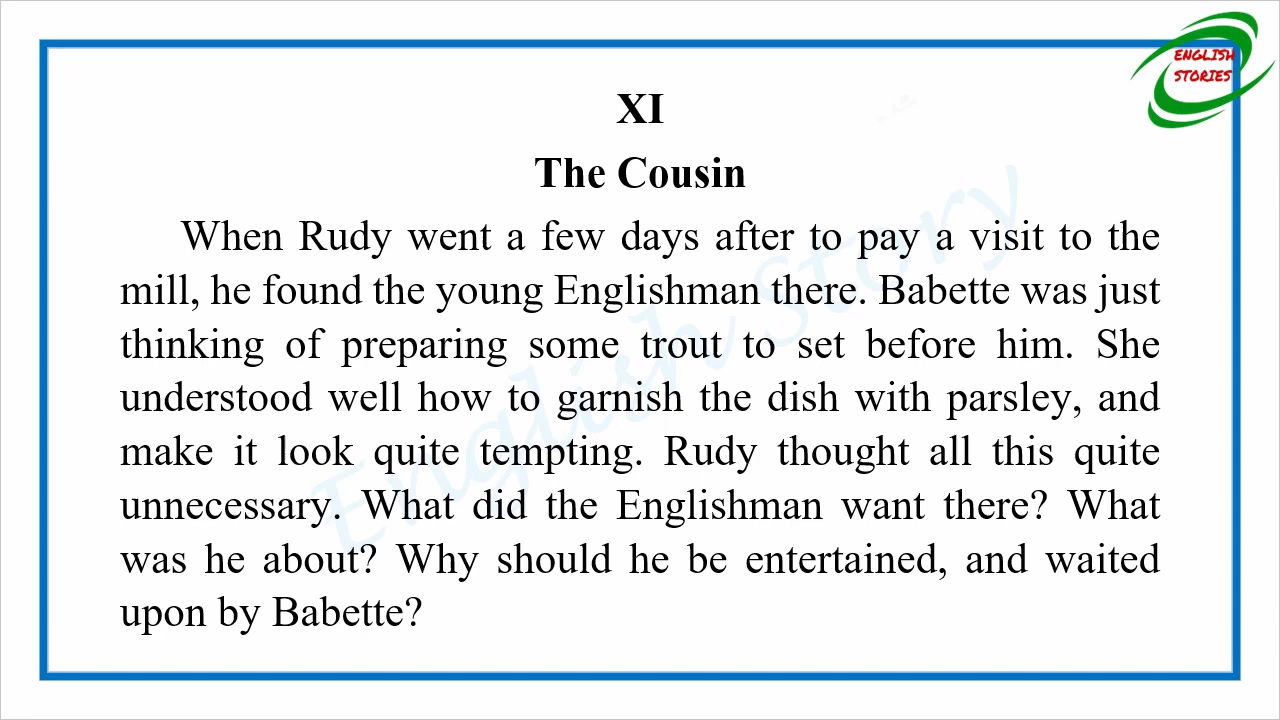 ENGLISH
STORIES
XI
The Cousin
When Rudy went a few days after to pay a visit to the
mill, he found the young Englishman there. Babette was just
thinking of preparing some trout to set before him. She
understood well how to garnish the dish with parsley, and
make it look quite tempting. Rudy thought all this quite
unnecessary. What did the Englishman want there? What
was he about? Why should he be entertained, and waited
upon by Babette?
English Story